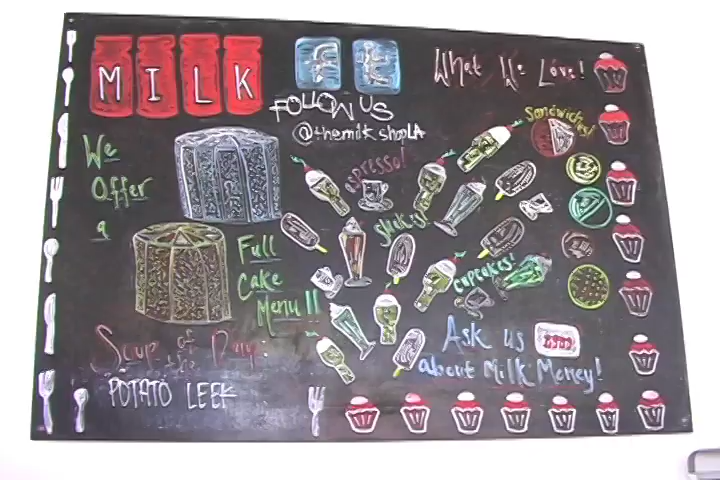 MILK
f t
FOLLOW US
@themilkshopLA
What We Love!
Sandwiches!
espresso!
Shakes!
Cupcakes!
We
Offer
a
Full
Cake
Menu!!
Soup of
the Day:
POTATO LEEK
Ask us
about Milk Money!